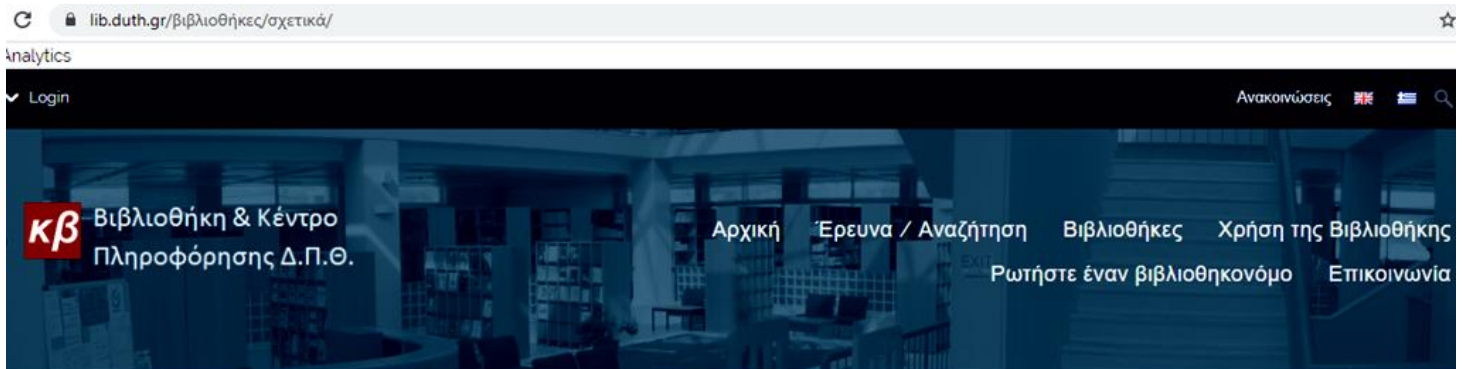 lib.duth.gr/βιβλιοθήκες/σχετικά/
Analytics
Login
Ανακοινώσεις
κβ Βιβλιοθήκη & Κέντρο
Πληροφόρησης Δ.Π.Θ.
Αρχική Έρευνα / Αναζήτηση Βιβλιοθήκες Χρήση της Βιβλιοθήκης
EXIT
Ρωτήστε έναν βιβλιοθηκονόμο Επικοινωνία